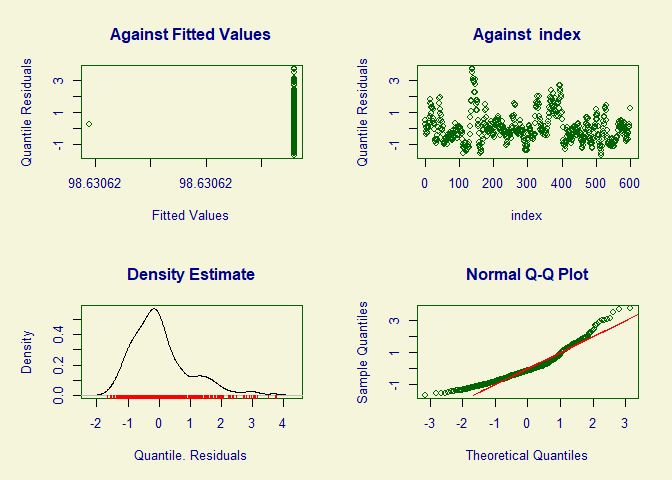 Against Fitted Values
Quantile Residuals
-1 1 3
98.63062 98.63062
Fitted Values
Against index
Quantile Residuals
-1 1 3
0 100 200 300 400 500 600
index
Density Estimate
Density
0.0 0.2 0.4
-2 -1 0 1 2 3 4
Quantile. Residuals
Normal Q-Q Plot
Sample Quantiles
-1 1 3
-3 -2 -1 0 1 2 3
Theoretical Quantiles